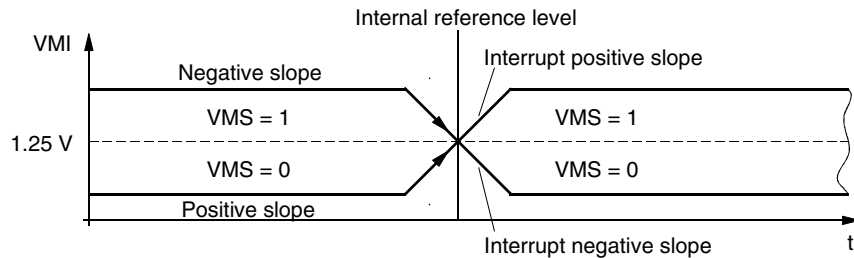 Internal reference level
VMI
Negative slope
Interrupt positive slope
VMS = 1
VMS = 1
1.25 V
VMS = 0
VMS = 0
Positive slope
t
Interrupt negative slope